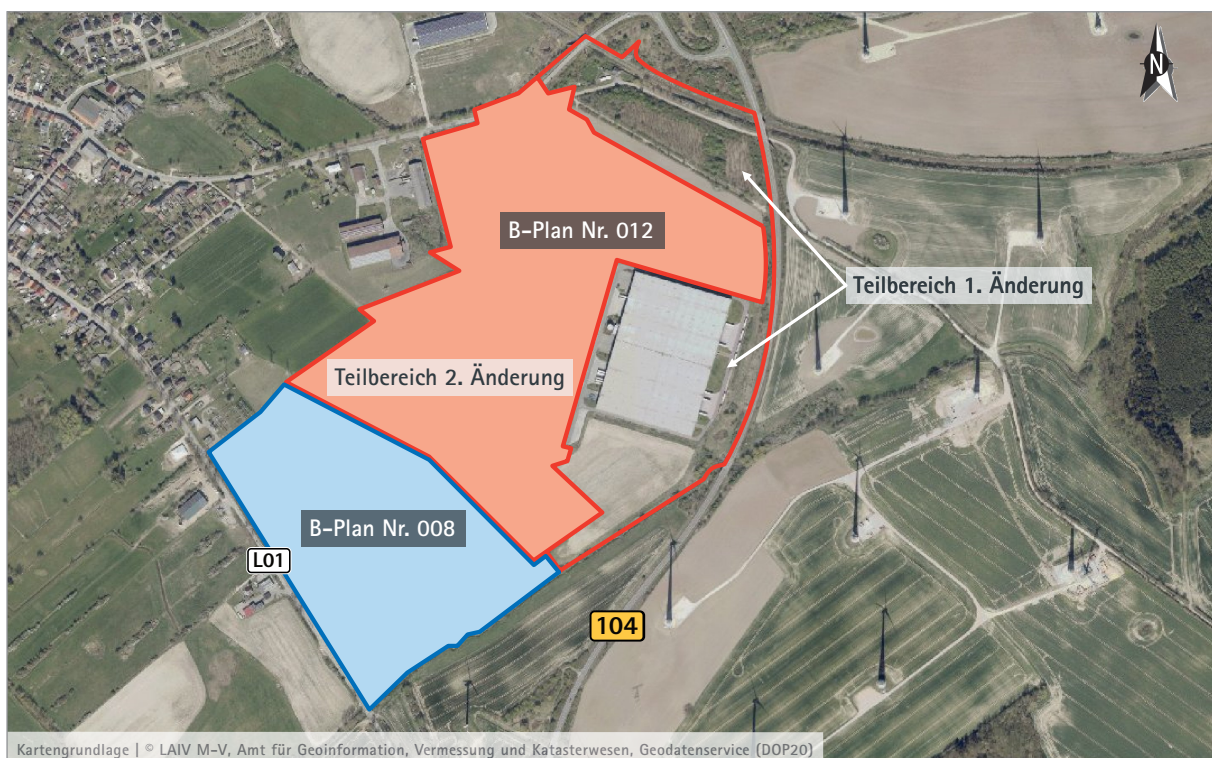 N
B-Plan Nr. 012
Teilbereich 1. Änderung
Teilbereich 2. Änderung
B-Plan Nr. 008
L01
104
Kartengrundlage | © LAIV M-V, Amt für Geoinformation, Vermessung und Katasterwesen, Geodatenservice (DOP20)